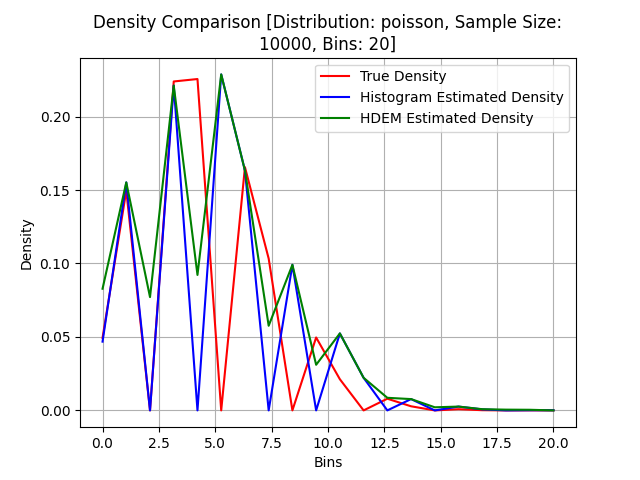 Density Comparison [Distribution: poisson, Sample Size:
10000, Bins: 20]
True Density
Histogram Estimated Density
HDEM Estimated Density
Density
0.20
0.15
0.10
0.05
0.00
0.0 2.5 5.0 7.5 10.0 12.5 15.0 17.5 20.0
Bins